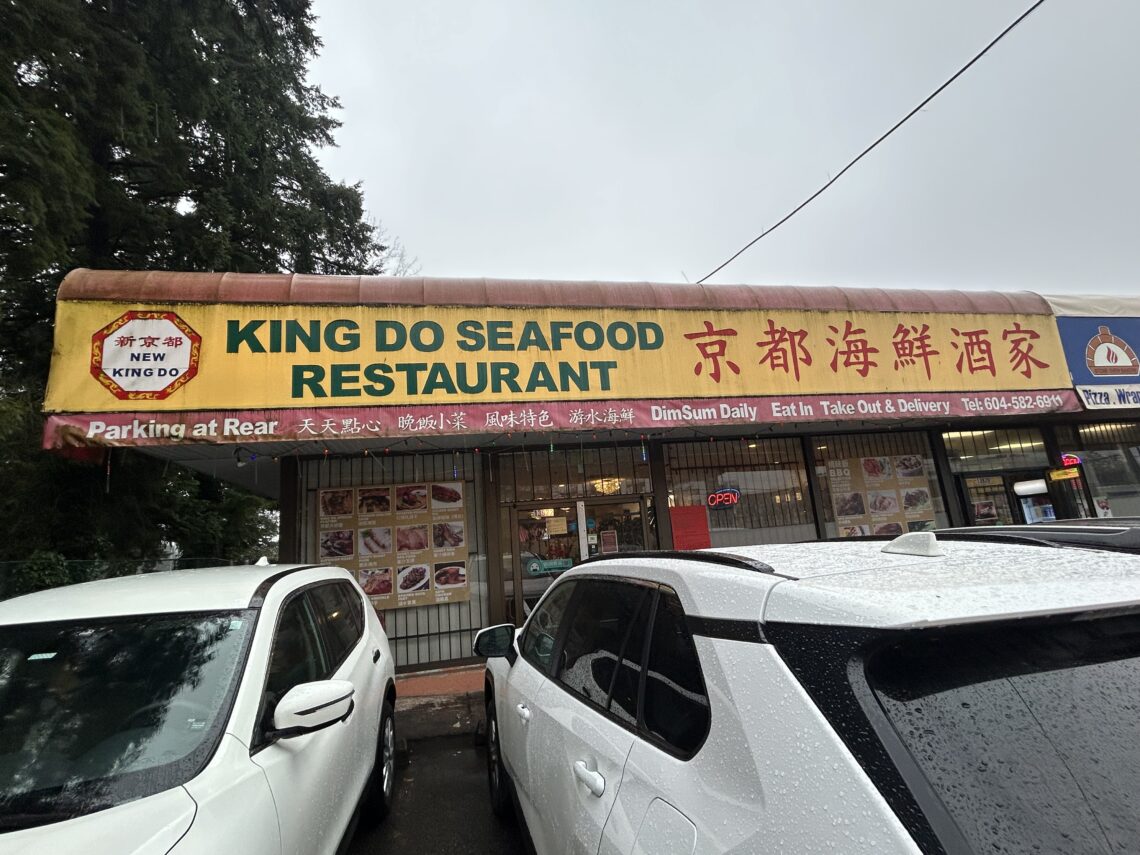 新京都
NEW
KING DO
KING DO SEAFOOD
RESTAURANT
京都海鮮酒家
Parking at Rear 天天點心 晚飯小菜 風味特色 游水海鮮 DimSum Daily Eat In Take Out & Delivery Tel: 604-582-6911
Pizza
OPEN
BBQ